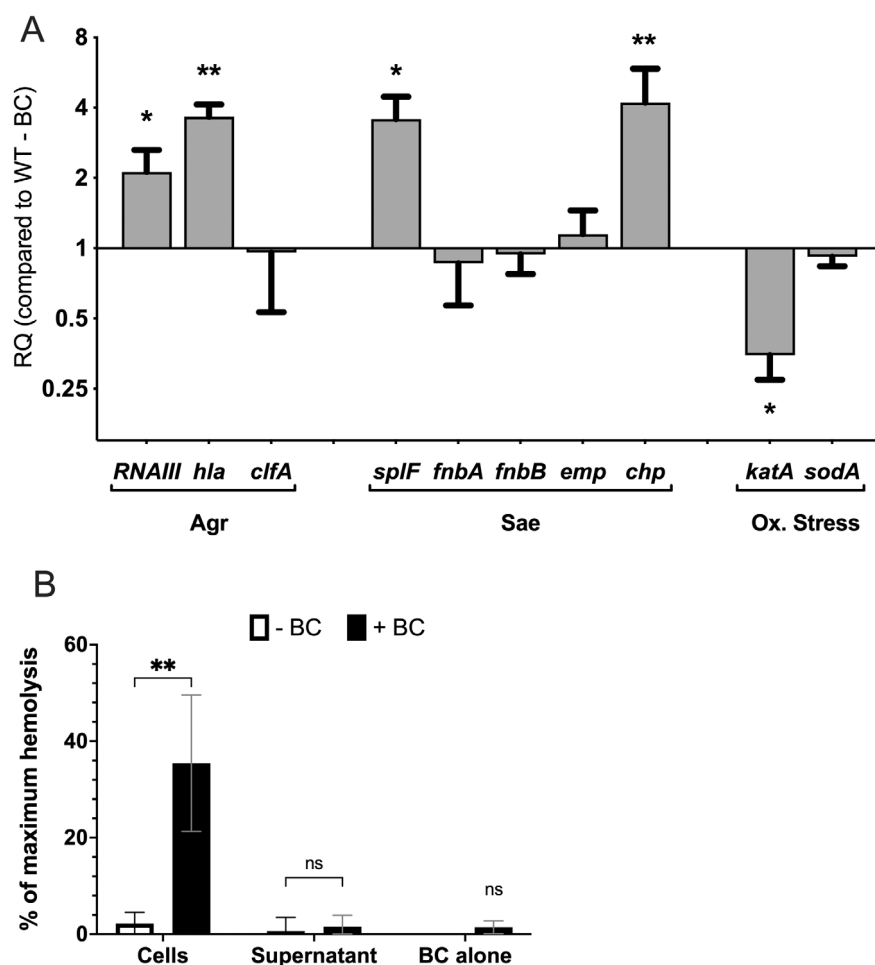 A
RQ (compared to WT - BC)
8
4
2
1
0.5
0.25
*
**
*
**
*
RNAIII hla clfA splF fnbA fnbB emp chp katA sodA
Agr Sae Ox. Stress
B
- BC + BC
% of maximum hemolysis
60
40
20
0
**
ns
ns
Cells Supernatant BC alone